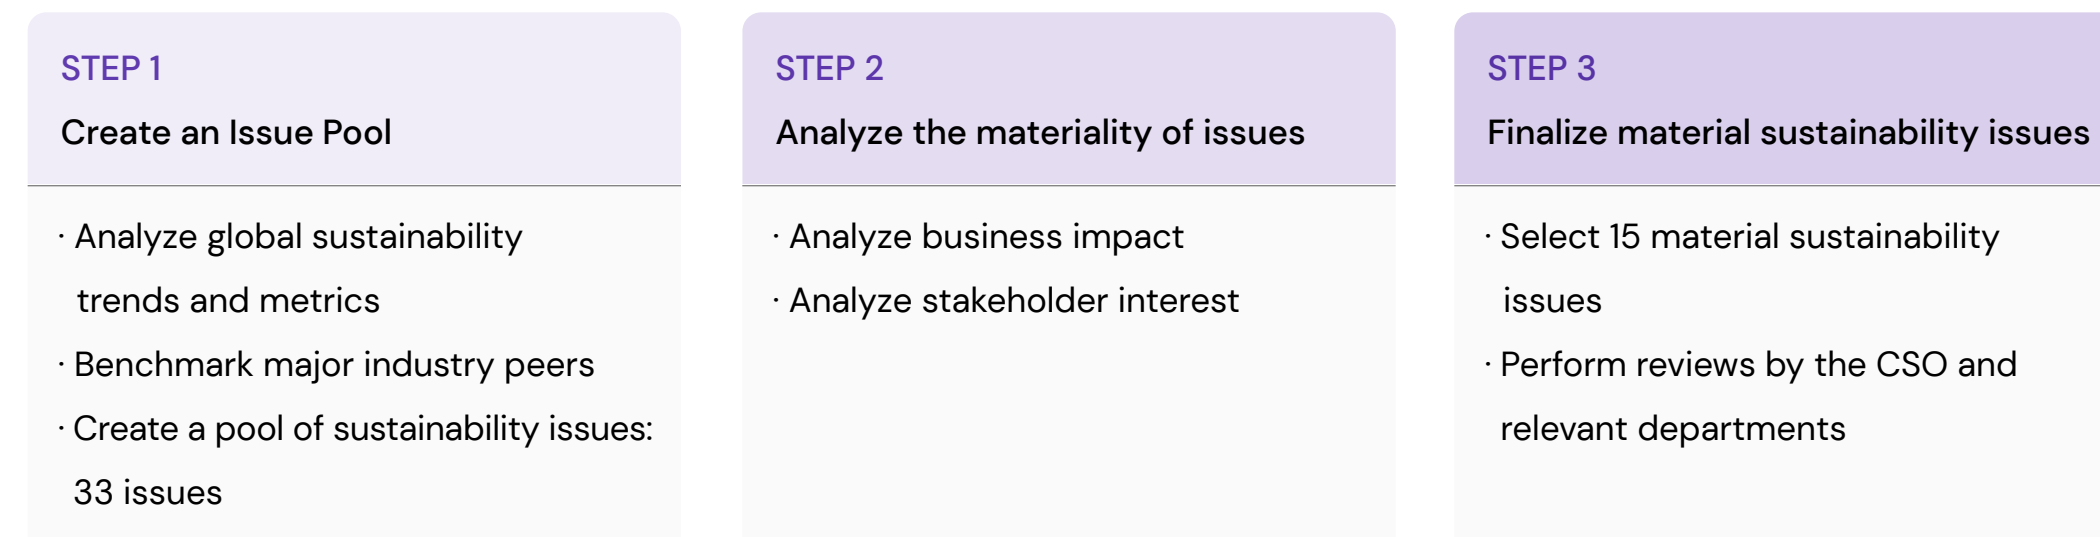 STEP 1
Create an Issue Pool
· Analyze global sustainability
trends and metrics
· Benchmark major industry peers
· Create a pool of sustainability issues:
33 issues
STEP 2
Analyze the materiality of issues
· Analyze business impact
· Analyze stakeholder interest
STEP 3
Finalize material sustainability issues
· Select 15 material sustainability
issues
· Perform reviews by the CSO and
relevant departments